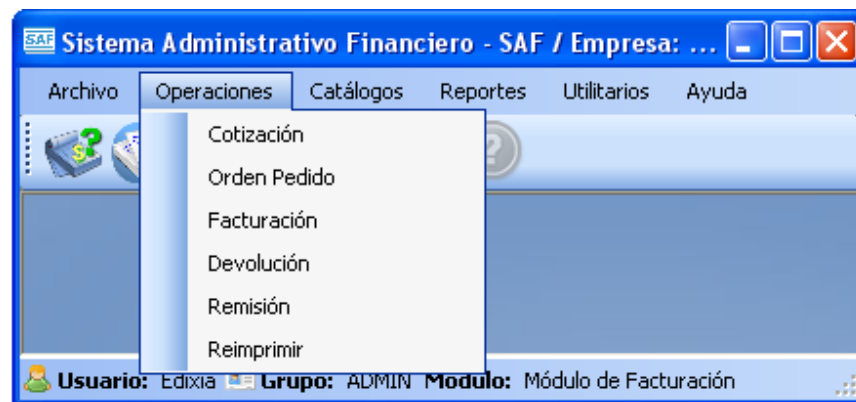 SAF Sistema Administrativo Financiero - SAF / Empresa: ...
Archivo Operaciones Catálogos Reportes Utilitarios Ayuda
Cotización
Orden Pedido
Facturación
Devolución
Remisión
Reimprimir
Usuario: Edixia Grupo: ADMIN Modulo: Módulo de Facturación